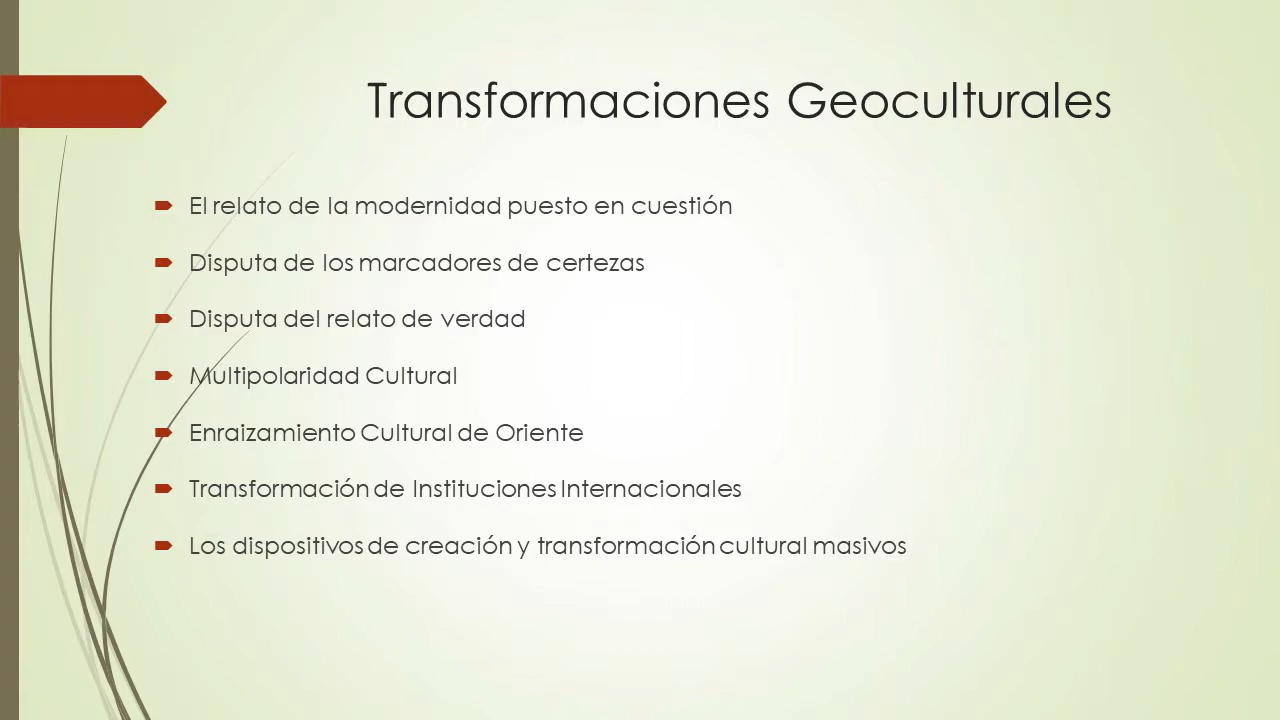 Transformaciones Geoculturales
El relato de la modernidad puesto en cuestión
Disputa de los marcadores de certezas
Disputa del relato de verdad
Multipolaridad Cultural
Enraizamiento Cultural de Oriente
Transformación de Instituciones Internacionales
Los dispositivos de creación y transformación cultural masivos